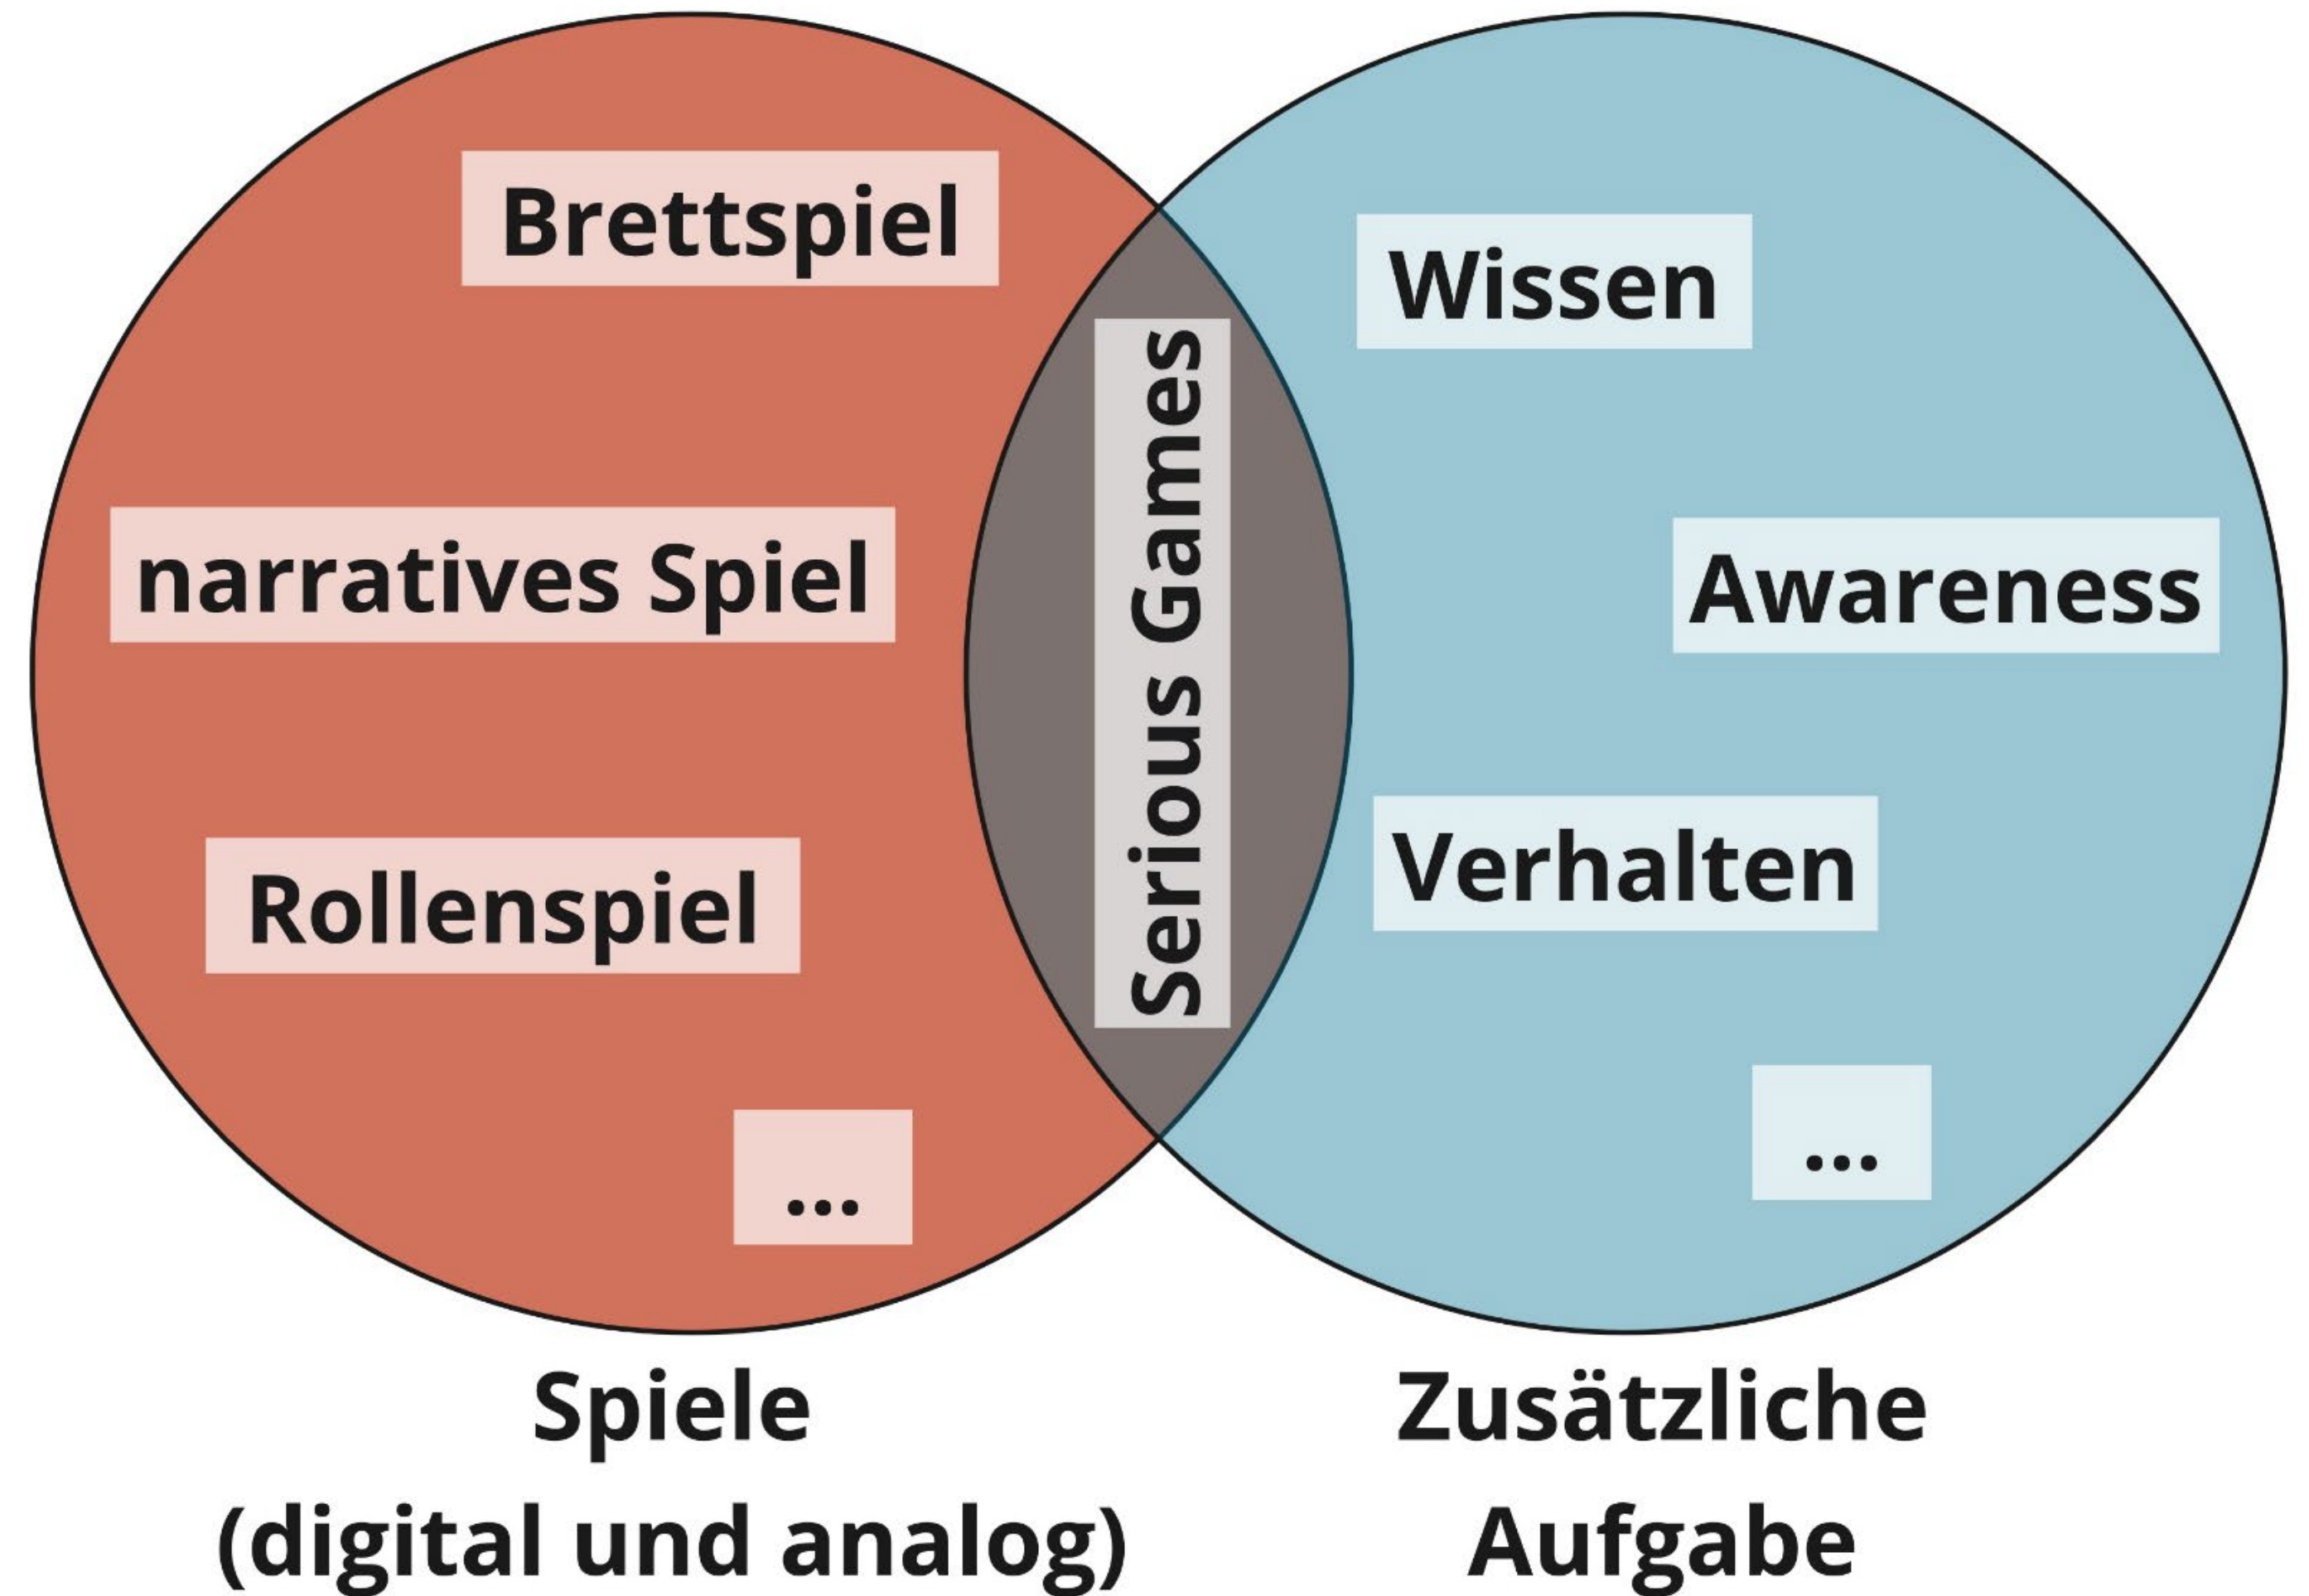 Brettspiel
narratives Spiel
Rollenspiel
...
Serious Games
Wissen
Awareness
Verhalten
...
Spiele
(digital und analog)
Zusätzliche
Aufgabe